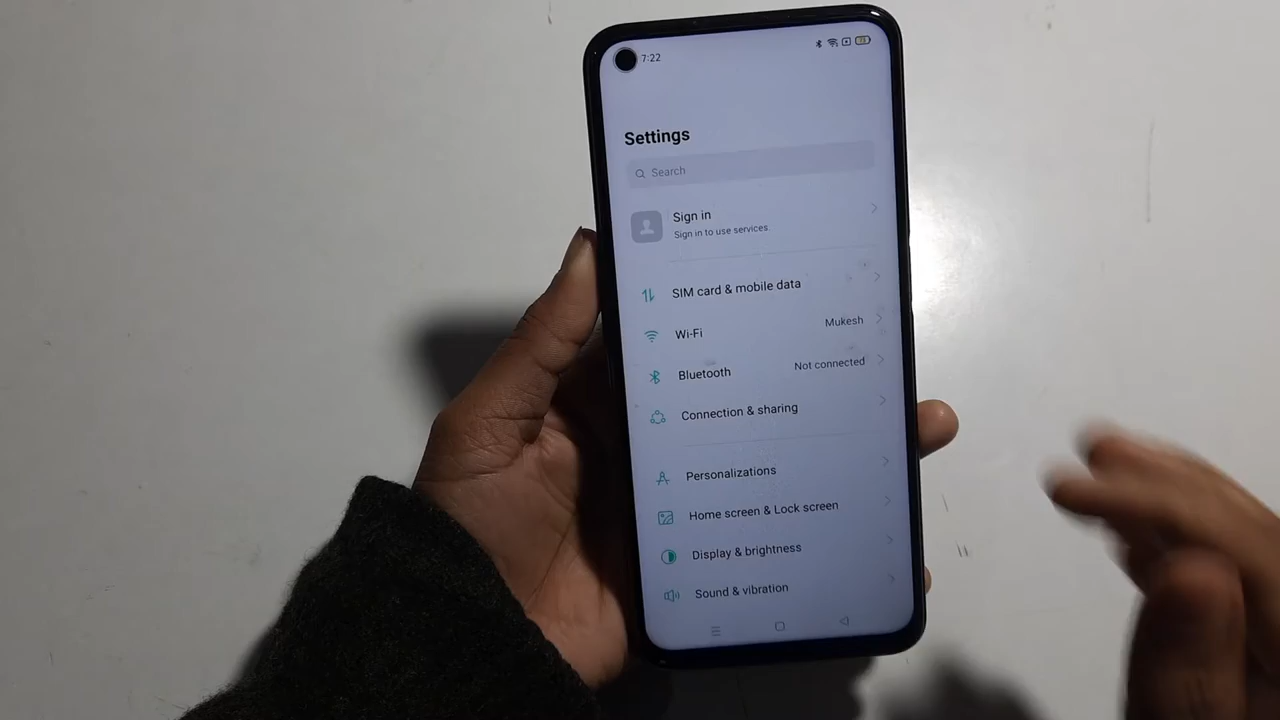 7:22
Settings
Search
Sign in
Sign in to use services.
SIM card & mobile data
Wi-Fi Mukesh
Bluetooth Not connected
Connection & sharing
Personalizations
Home screen & Lock screen
Display & brightness
Sound & vibration